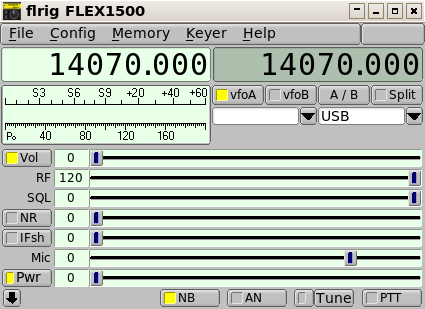 flrig FLEX1500
File Config Memory Keyer Help
14070.000 14070.000
S3 S6 S9 +20 +40 +60
Po 40 80 120 160
vfoA vfoB A / B Split
USB
Vol 0
RF 120
SQL 0
NR 0
IFsh 0
Mic 0
Pwr 0
NB AN Tune PTT